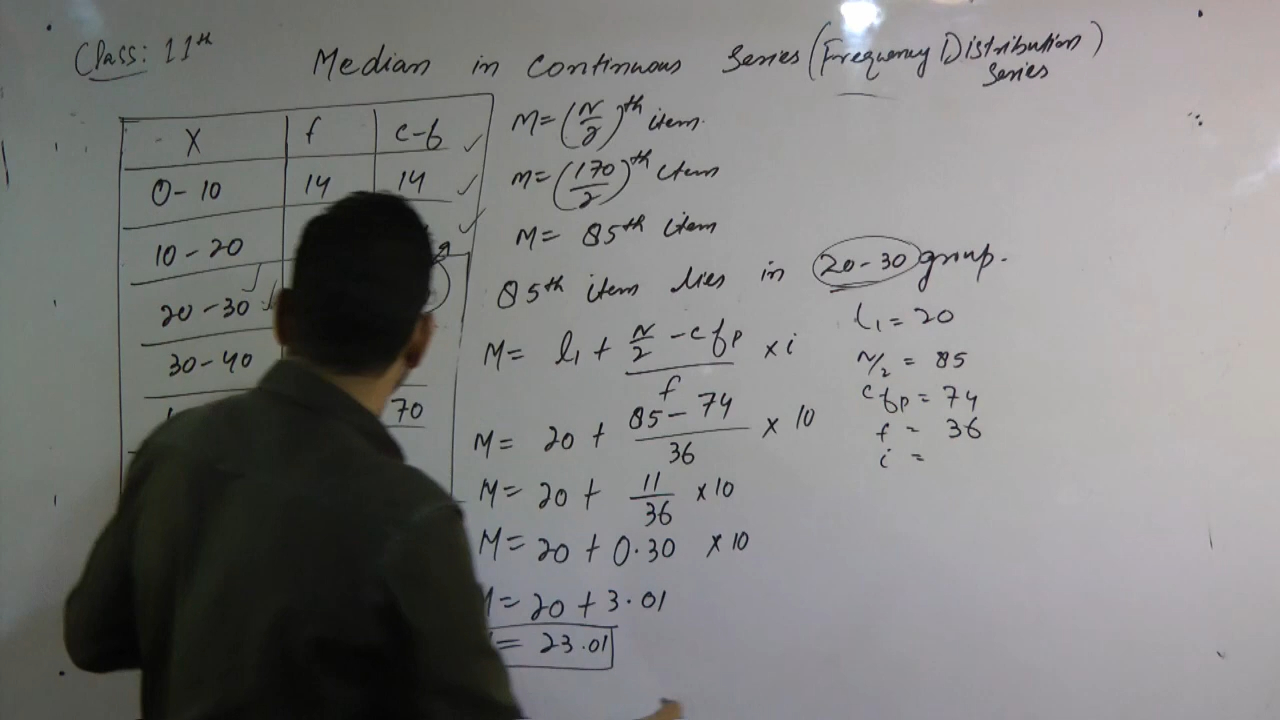 Class: 11th
Median in continuous series (Frequency Distribution series)
X f c-f
0-10 14 14
10-20
20-30
30-40
70
M = (N/2)th item.
M = (170/2)th item
M = 85th item
85th item lies in 20-30 group.
M = l₁ + (N/2 - cfp)/f × i
M = 20 + (85-74)/36 × 10
M = 20 + 11/36 × 10
M = 20 + 0.30 × 10
= 20 + 3.01
= 23.01
l₁ = 20
N/2 = 85
cfp = 74
f = 36
i =